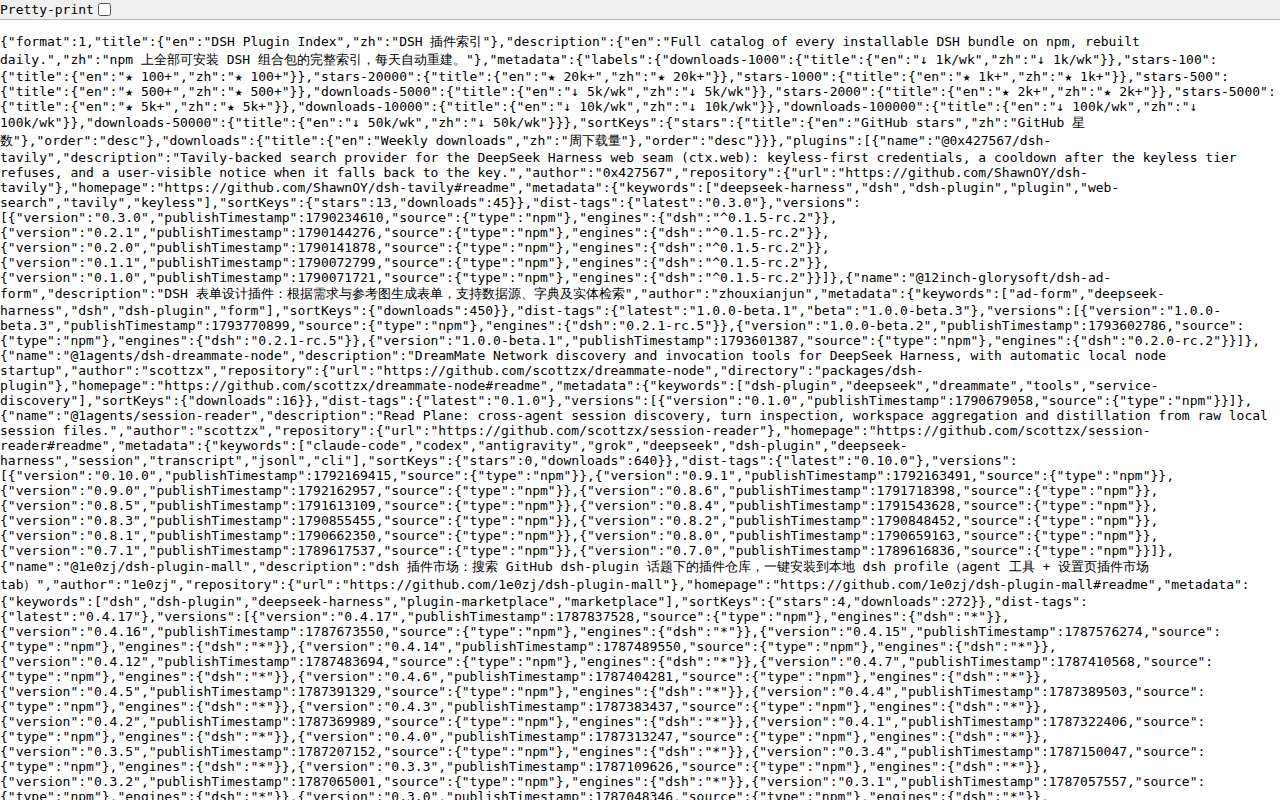 Pretty-print
{"format":1,"title":{"en":"DSH Plugin Index","zh":"DSH 插件索引"},"description":{"en":"Full catalog of every installable DSH bundle on npm, rebuilt
daily.","zh":"npm 上全部可安装 DSH 组合包的完整索引，每天自动重建。"},"metadata":{"labels":{"downloads-1000":{"title":{"en":"↓ 1k/wk","zh":"↓ 1k/wk"}},"stars-100":
{"title":{"en":"★ 100+","zh":"★ 100+"}},"stars-20000":{"title":{"en":"★ 20k+","zh":"★ 20k+"}},"stars-1000":{"title":{"en":"★ 1k+","zh":"★ 1k+"}},"stars-500":
{"title":{"en":"★ 500+","zh":"★ 500+"}},"downloads-5000":{"title":{"en":"↓ 5k/wk","zh":"↓ 5k/wk"}},"stars-2000":{"title":{"en":"★ 2k+","zh":"★ 2k+"}},"stars-5000":
{"title":{"en":"★ 5k+","zh":"★ 5k+"}},"downloads-10000":{"title":{"en":"↓ 10k/wk","zh":"↓ 10k/wk"}},"downloads-100000":{"title":{"en":"↓ 100k/wk","zh":"↓
100k/wk"}},"downloads-50000":{"title":{"en":"↓ 50k/wk","zh":"↓ 50k/wk"}}},"sortKeys":{"stars":{"title":{"en":"GitHub stars","zh":"GitHub 星
数"},"order":"desc"},"downloads":{"title":{"en":"Weekly downloads","zh":"周下载量"},"order":"desc"}}},"plugins":[{"name":"@0x427567/dsh-
tavily","description":"Tavily-backed search provider for the DeepSeek Harness web seam (ctx.web): keyless-first credentials, a cooldown after the keyless tier
refuses, and a user-visible notice when it falls back to the key.","author":"0x427567","repository":{"url":"https://github.com/ShawnOY/dsh-
tavily"},"homepage":"https://github.com/ShawnOY/dsh-tavily#readme","metadata":{"keywords":["deepseek-harness","dsh","dsh-plugin","plugin","web-
search","tavily","keyless"],"sortKeys":{"stars":13,"downloads":45}},"dist-tags":{"latest":"0.3.0"},"versions":
[{"version":"0.3.0","publishTimestamp":1790234610,"source":{"type":"npm"},"engines":{"dsh":"^0.1.5-rc.2"}},
{"version":"0.2.1","publishTimestamp":1790144276,"source":{"type":"npm"},"engines":{"dsh":"^0.1.5-rc.2"}},
{"version":"0.2.0","publishTimestamp":1790141878,"source":{"type":"npm"},"engines":{"dsh":"^0.1.5-rc.2"}},
{"version":"0.1.1","publishTimestamp":1790072799,"source":{"type":"npm"},"engines":{"dsh":"^0.1.5-rc.2"}},
{"version":"0.1.0","publishTimestamp":1790071721,"source":{"type":"npm"},"engines":{"dsh":"^0.1.5-rc.2"}}]},{"name":"@12inch-glorysoft/dsh-ad-
form","description":"DSH 表单设计插件：根据需求与参考图生成表单，支持数据源、字典及实体检索","author":"zhouxianjun","metadata":{"keywords":["ad-form","deepseek-
harness","dsh","dsh-plugin","form"],"sortKeys":{"downloads":450}},"dist-tags":{"latest":"1.0.0-beta.1","beta":"1.0.0-beta.3"},"versions":[{"version":"1.0.0-
beta.3","publishTimestamp":1793770899,"source":{"type":"npm"},"engines":{"dsh":"0.2.1-rc.5"}},{"version":"1.0.0-beta.2","publishTimestamp":1793602786,"source":
{"type":"npm"},"engines":{"dsh":"0.2.1-rc.5"}},{"version":"1.0.0-beta.1","publishTimestamp":1793601387,"source":{"type":"npm"},"engines":{"dsh":"0.2.0-rc.2"}}]},
{"name":"@1agents/dsh-dreammate-node","description":"DreamMate Network discovery and invocation tools for DeepSeek Harness, with automatic local node
startup","author":"scottzx","repository":{"url":"https://github.com/scottzx/dreammate-node","directory":"packages/dsh-
plugin"},"homepage":"https://github.com/scottzx/dreammate-node#readme","metadata":{"keywords":["dsh-plugin","deepseek","dreammate","tools","service-
discovery"],"sortKeys":{"downloads":16}},"dist-tags":{"latest":"0.1.0"},"versions":[{"version":"0.1.0","publishTimestamp":1790679058,"source":{"type":"npm"}}]},
{"name":"@1agents/session-reader","description":"Read Plane: cross-agent session discovery, turn inspection, workspace aggregation and distillation from raw local
session files.","author":"scottzx","repository":{"url":"https://github.com/scottzx/session-reader"},"homepage":"https://github.com/scottzx/session-
reader#readme","metadata":{"keywords":["claude-code","codex","antigravity","grok","deepseek","dsh-plugin","deepseek-
harness","session","transcript","jsonl","cli"],"sortKeys":{"stars":0,"downloads":640}},"dist-tags":{"latest":"0.10.0"},"versions":
[{"version":"0.10.0","publishTimestamp":1792169415,"source":{"type":"npm"}},{"version":"0.9.1","publishTimestamp":1792163491,"source":{"type":"npm"}},
{"version":"0.9.0","publishTimestamp":1792162957,"source":{"type":"npm"}},{"version":"0.8.6","publishTimestamp":1791718398,"source":{"type":"npm"}},
{"version":"0.8.5","publishTimestamp":1791613109,"source":{"type":"npm"}},{"version":"0.8.4","publishTimestamp":1791543628,"source":{"type":"npm"}},
{"version":"0.8.3","publishTimestamp":1790855455,"source":{"type":"npm"}},{"version":"0.8.2","publishTimestamp":1790848452,"source":{"type":"npm"}},
{"version":"0.8.1","publishTimestamp":1790662350,"source":{"type":"npm"}},{"version":"0.8.0","publishTimestamp":1790659163,"source":{"type":"npm"}},
{"version":"0.7.1","publishTimestamp":1789617537,"source":{"type":"npm"}},{"version":"0.7.0","publishTimestamp":1789616836,"source":{"type":"npm"}}]},
{"name":"@1e0zj/dsh-plugin-mall","description":"dsh 插件市场：搜索 GitHub dsh-plugin 话题下的插件仓库，一键安装到本地 dsh profile（agent 工具 + 设置页插件市场
tab）","author":"1e0zj","repository":{"url":"https://github.com/1e0zj/dsh-plugin-mall"},"homepage":"https://github.com/1e0zj/dsh-plugin-mall#readme","metadata":
{"keywords":["dsh","dsh-plugin","deepseek-harness","plugin-marketplace","marketplace"],"sortKeys":{"stars":4,"downloads":272}},"dist-tags":
{"latest":"0.4.17"},"versions":[{"version":"0.4.17","publishTimestamp":1787837528,"source":{"type":"npm"},"engines":{"dsh":"*"}},
{"version":"0.4.16","publishTimestamp":1787673550,"source":{"type":"npm"},"engines":{"dsh":"*"}},{"version":"0.4.15","publishTimestamp":1787576274,"source":
{"type":"npm"},"engines":{"dsh":"*"}},{"version":"0.4.14","publishTimestamp":1787489550,"source":{"type":"npm"},"engines":{"dsh":"*"}},
{"version":"0.4.12","publishTimestamp":1787483694,"source":{"type":"npm"},"engines":{"dsh":"*"}},{"version":"0.4.7","publishTimestamp":1787410568,"source":
{"type":"npm"},"engines":{"dsh":"*"}},{"version":"0.4.6","publishTimestamp":1787404281,"source":{"type":"npm"},"engines":{"dsh":"*"}},
{"version":"0.4.5","publishTimestamp":1787391329,"source":{"type":"npm"},"engines":{"dsh":"*"}},{"version":"0.4.4","publishTimestamp":1787389503,"source":
{"type":"npm"},"engines":{"dsh":"*"}},{"version":"0.4.3","publishTimestamp":1787383437,"source":{"type":"npm"},"engines":{"dsh":"*"}},
{"version":"0.4.2","publishTimestamp":1787369989,"source":{"type":"npm"},"engines":{"dsh":"*"}},{"version":"0.4.1","publishTimestamp":1787322406,"source":
{"type":"npm"},"engines":{"dsh":"*"}},{"version":"0.4.0","publishTimestamp":1787313247,"source":{"type":"npm"},"engines":{"dsh":"*"}},
{"version":"0.3.5","publishTimestamp":1787207152,"source":{"type":"npm"},"engines":{"dsh":"*"}},{"version":"0.3.4","publishTimestamp":1787150047,"source":
{"type":"npm"},"engines":{"dsh":"*"}},{"version":"0.3.3","publishTimestamp":1787109626,"source":{"type":"npm"},"engines":{"dsh":"*"}},
{"version":"0.3.2","publishTimestamp":1787065001,"source":{"type":"npm"},"engines":{"dsh":"*"}},{"version":"0.3.1","publishTimestamp":1787057557,"source":
{"type":"npm"},"engines":{"dsh":"*"}},{"version":"0.3.0","publishTimestamp":1787048346,"source":{"type":"npm"},"engines":{"dsh":"*"}},